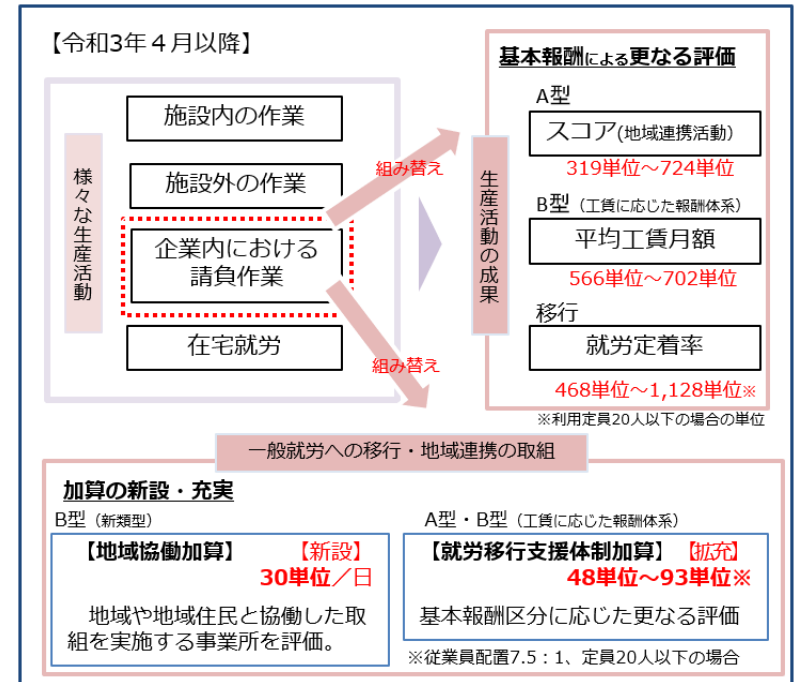 【令和3年４月以降】
様々な生産活動
施設内の作業
施設外の作業
企業内における
請負作業
在宅就労
組み替え
組み替え
基本報酬による更なる評価
生産活動の成果
A型
スコア(地域連携活動)
319単位～724単位
B型（工賃に応じた報酬体系）
平均工賃月額
566単位～702単位
移行
就労定着率
468単位～1,128単位※
※利用定員20人以下の場合の単位
一般就労への移行・地域連携の取組
加算の新設・充実
B型（新類型）
【地域協働加算】　【新設】
30単位／日
地域や地域住民と協働した取
組を実施する事業所を評価。
A型・B型（工賃に応じた報酬体系）
【就労移行支援体制加算】【拡充】
48単位～93単位※
基本報酬区分に応じた更なる評価
※従業員配置7.5：1、定員20人以下の場合